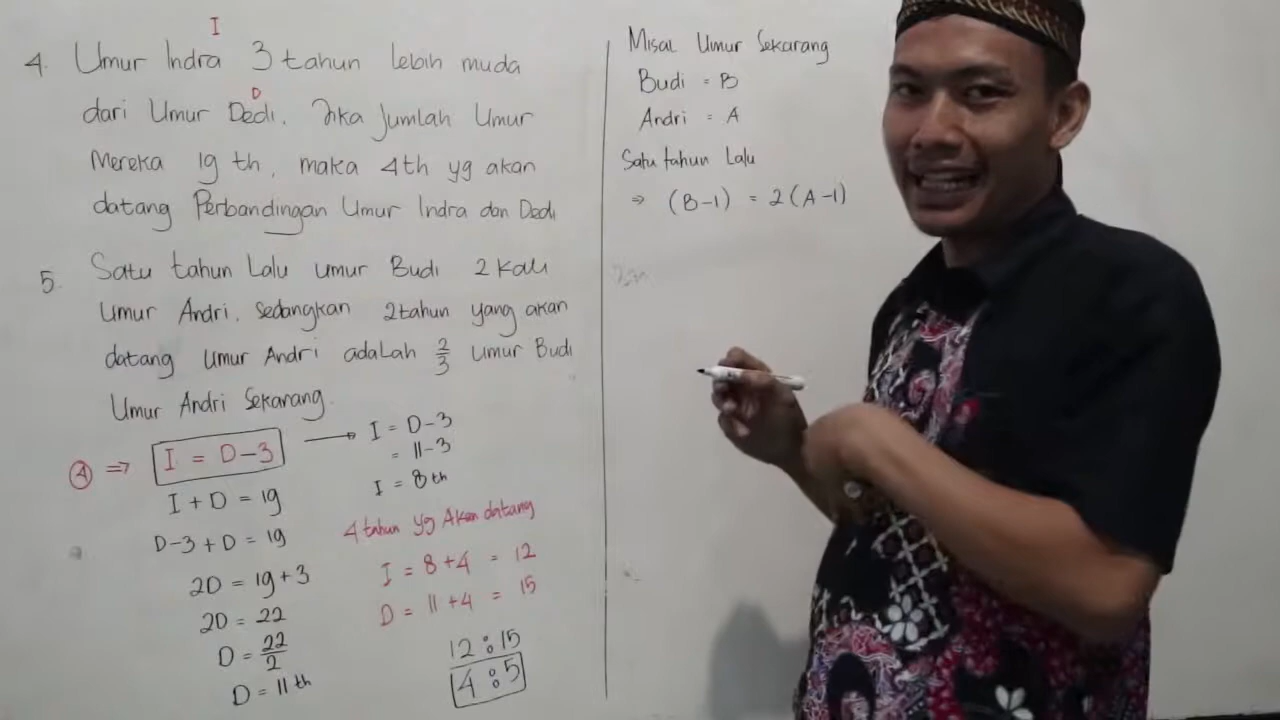 I
4. Umur Indra 3 tahun lebih muda
D
dari Umur Dedi. Jika Jumlah Umur
Mereka 19 th, maka 4th yg akan
datang Perbandingan Umur Indra dan Dedi
5. Satu tahun Lalu umur Budi 2 kali
Umur Andri. sedangkan 2 tahun yang akan
datang umur Andri adalah 2/3 umur Budi
Umur Andri Sekarang.
(4) ⇒ I = D-3 → I = D-3
= 11-3
I = 8 th
I + D = 19
D-3 + D = 19
2D = 19+3
2D = 22
D = 22/2
D = 11 th
4 tahun yg Akan datang
I = 8+4 = 12
D = 11+4 = 15
12 : 15
4 : 5
Misal Umur Sekarang
Budi = B
Andri = A
Satu tahun Lalu
⇒ (B-1) = 2(A-1)